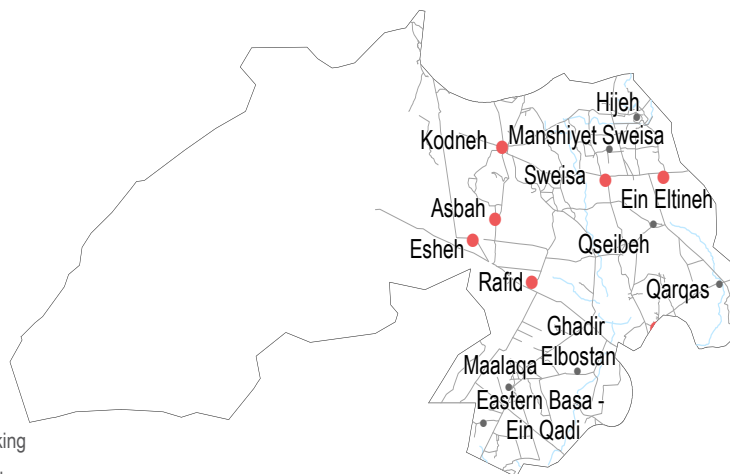 Hijeh
Kodneh
Manshiyet Sweisa
Sweisa
Ein Eltineh
Asbah
Esheh
Qseibeh
Rafid
Qarqas
Ghadir
Elbostan
Maalaqa
Eastern Basa -
Ein Qadi